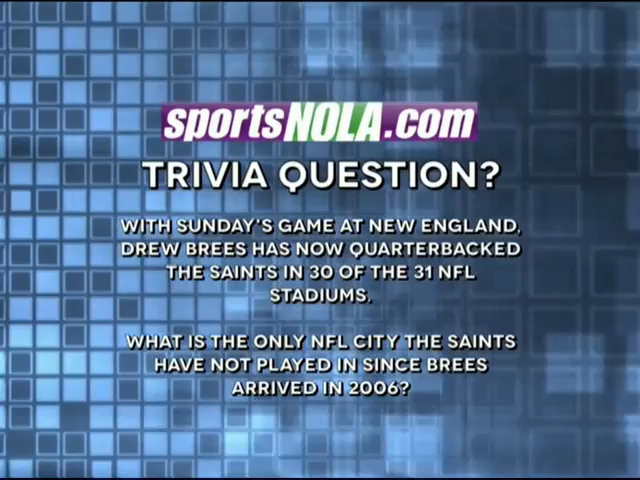 sportsNOLA.com
TRIVIA QUESTION?
WITH SUNDAY'S GAME AT NEW ENGLAND,
DREW BREES HAS NOW QUARTERBACKED
THE SAINTS IN 30 OF THE 31 NFL
STADIUMS.
WHAT IS THE ONLY NFL CITY THE SAINTS
HAVE NOT PLAYED IN SINCE BREES
ARRIVED IN 2006?